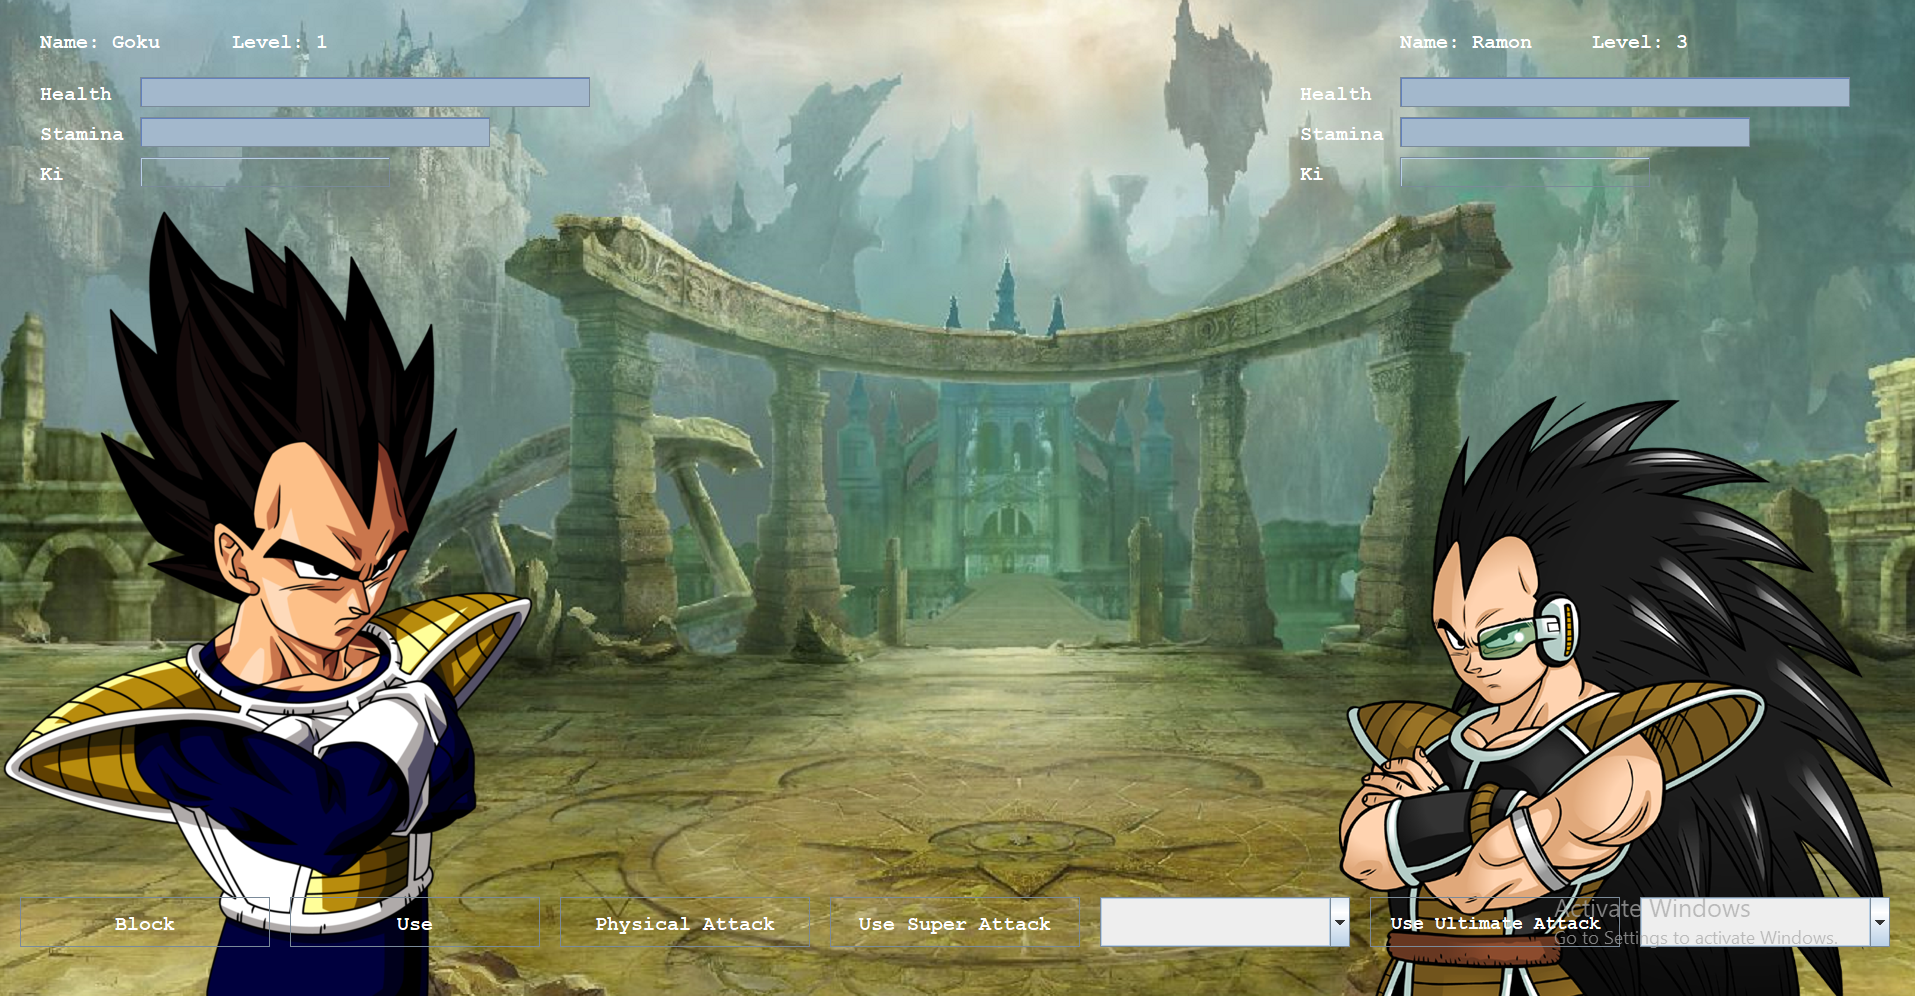 Name: Goku Level: 1
Health
Stamina
Ki
Name: Ramon Level: 3
Health
Stamina
Ki
Block
Use
Physical Attack
Use Super Attack
Use Ultimate Attack
Activate Windows
Go to Settings to activate Windows.